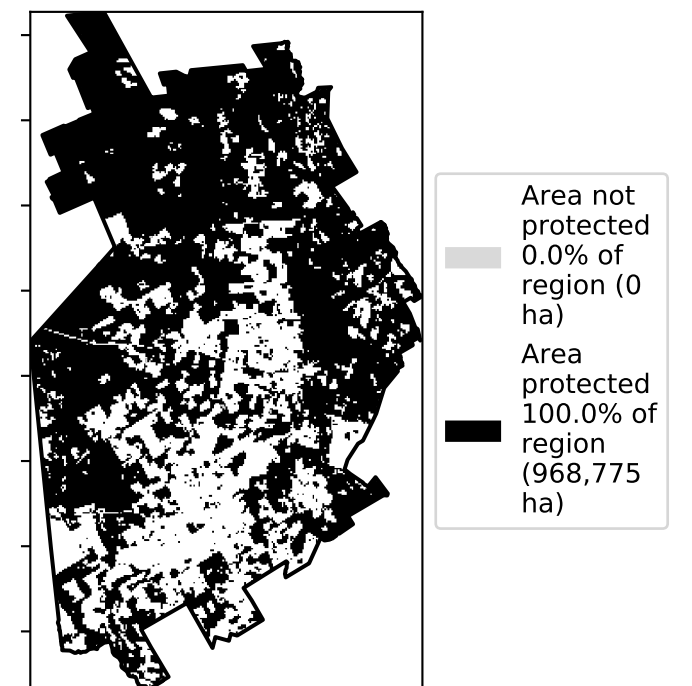 Area not
protected
0.0% of
region (0
ha)
Area
protected
100.0% of
region
(968,775
ha)